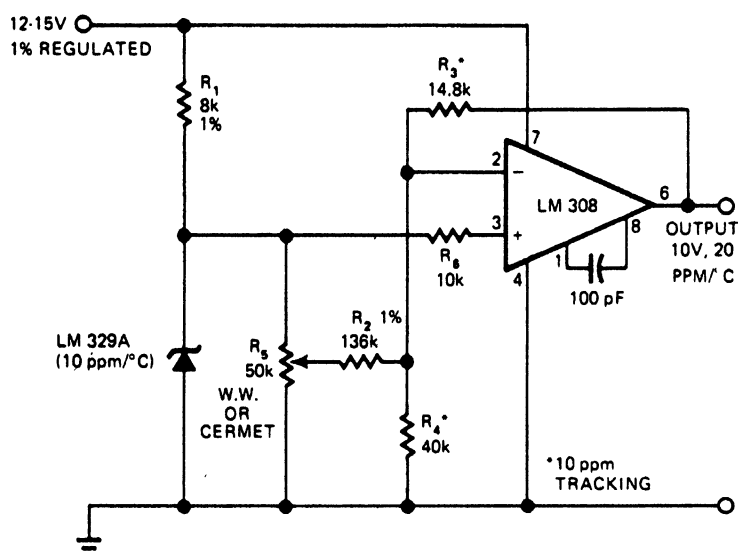 12-15V
1% REGULATED
R₁
8k
1%
R₃*
14.8k
7
2
−
LM 308
6
3
+
8
1
4
OUTPUT
10V, 20
PPM/°C
100 pF
R₆
10k
LM 329A
(10 ppm/°C)
R₅
50k
W.W.
OR
CERMET
R₂ 1%
136k
R₄*
40k
*10 ppm
TRACKING